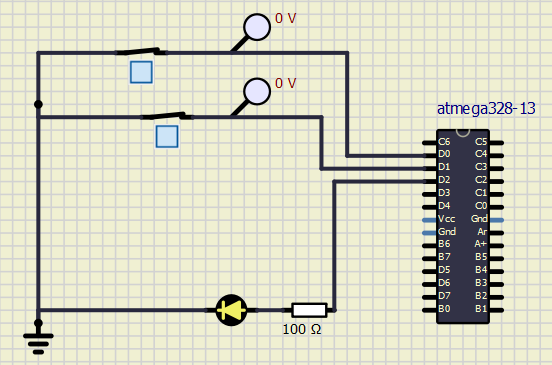 0 V
0 V
atmega328-13
C6 C5
D0 C4
D1 C3
D2 C2
D3 C1
D4 C0
Vcc Gnd
Gnd Ar
B6 A+
B7 B5
D5 B4
D6 B3
D7 B2
B0 B1
100 Ω